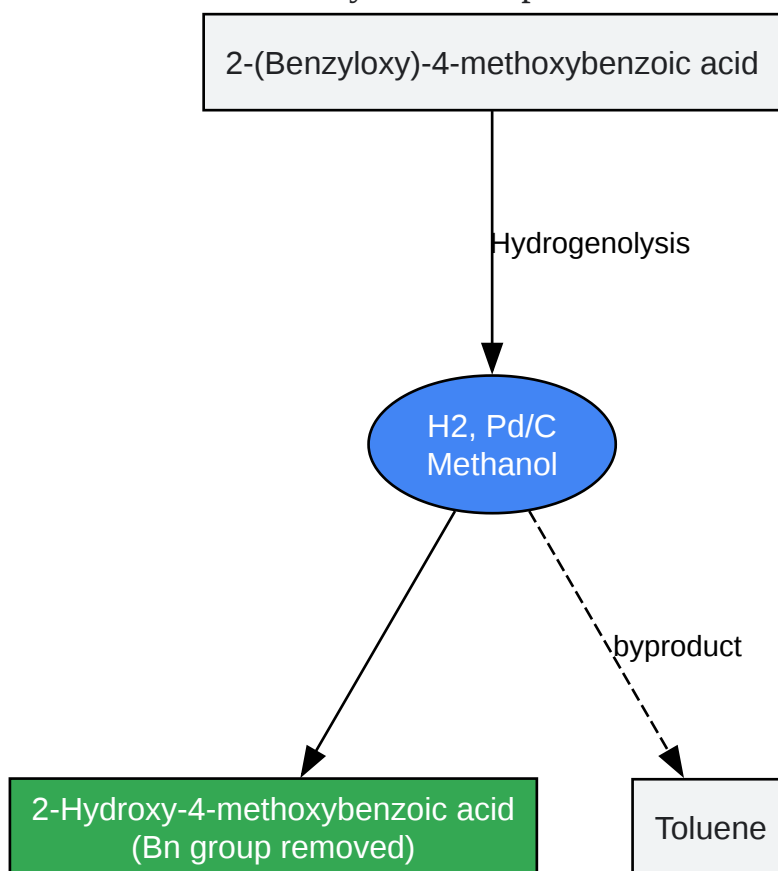 2-(Benzyloxy)-4-methoxybenzoic acid
Hydrogenolysis
H2, Pd/C
Methanol
byproduct
2-Hydroxy-4-methoxybenzoic acid
(Bn group removed)
Toluene